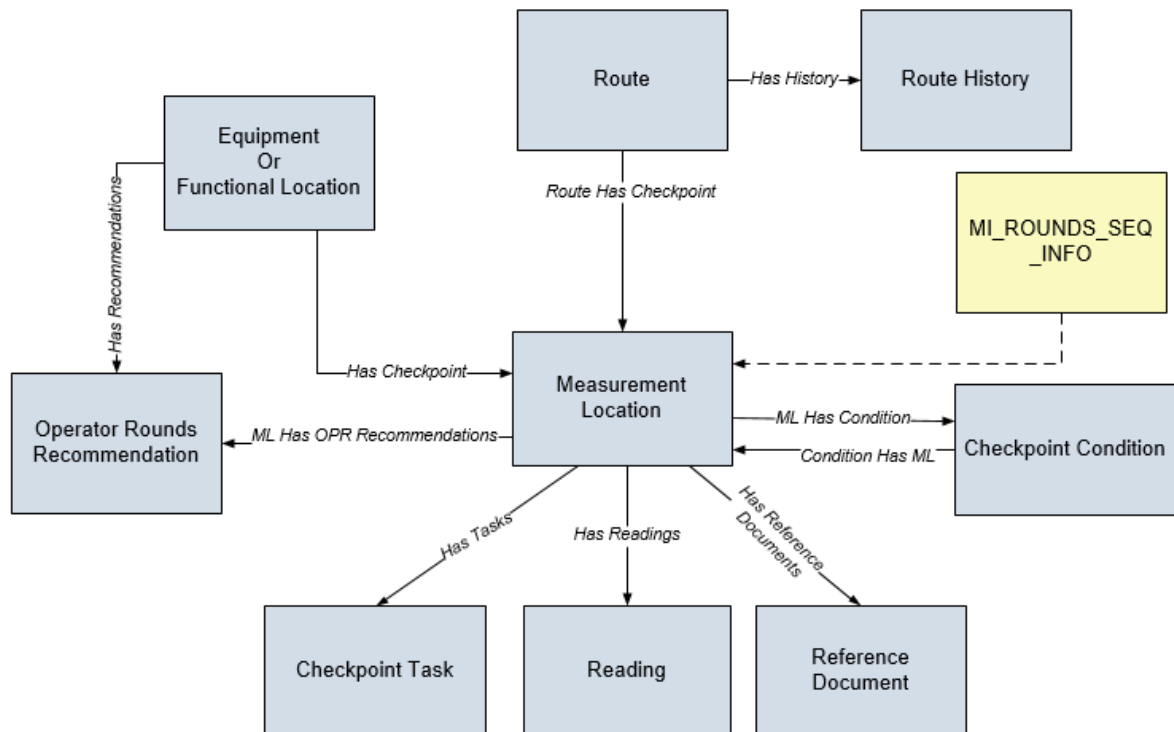 Route
Has History
Route History
Equipment
Or
Functional Location
Has Recommendations
Route Has Checkpoint
MI_ROUNDS_SEQ
_INFO
Has Checkpoint
Measurement
Location
Operator Rounds
Recommendation
ML Has OPR Recommendations
ML Has Condition
Condition Has ML
Checkpoint Condition
Has Tasks
Has Readings
Has Reference
Documents
Checkpoint Task
Reading
Reference
Document